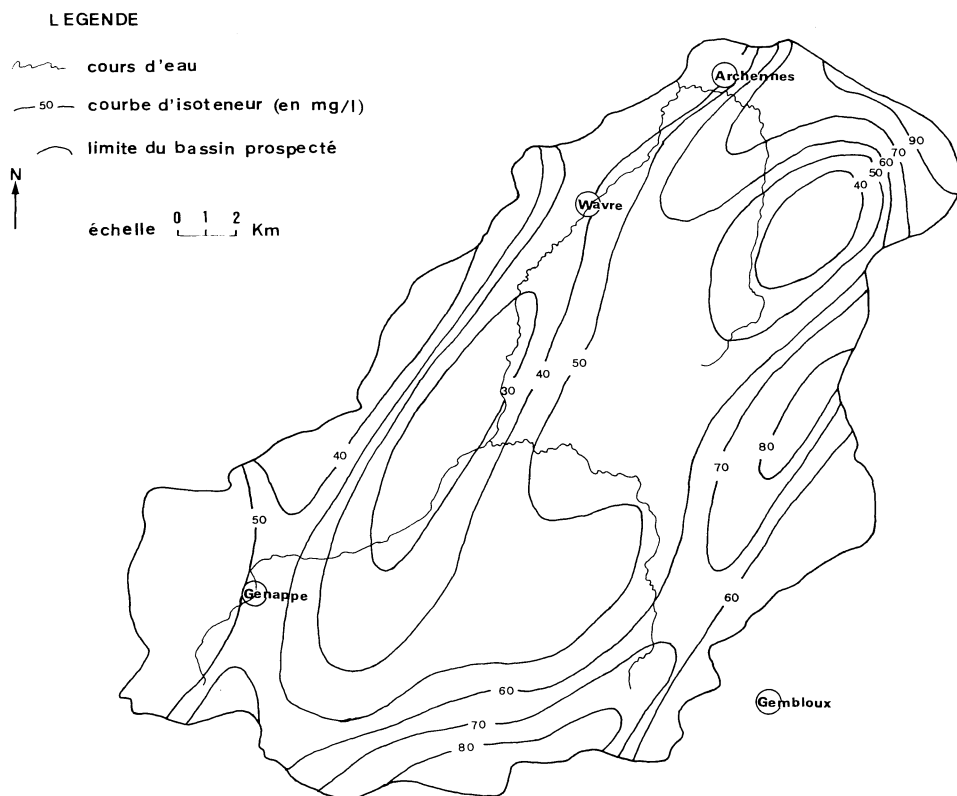 LEGENDE
cours d'eau
50 courbe d'isoteneur (en mg/l)
limite du bassin prospecté
N
échelle 0 1 2 Km
Archennes
90
70
60
50
40
Wavre
50
40
30
40
80
70
50
Genappe
60
60
Gembloux
70
80